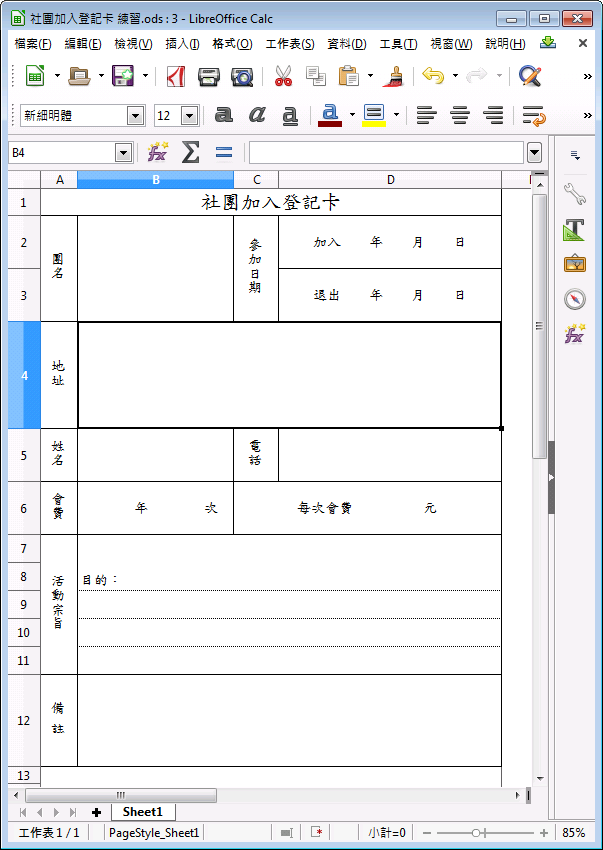 社團加入登記卡 練習.ods : 3 - LibreOffice Calc
檔案(F) 編輯(E) 檢視(V) 插入(I) 格式(O) 工作表(S) 資料(D) 工具(T) 視窗(W) 說明(H)
新細明體 12 a a a a
B4
A B C D
1 社團加入登記卡
2 團名 參加日期 加入 年 月 日
3 退出 年 月 日
4 地址
5 姓名 電話
6 會費 年 次 每次會費 元
7
8 活動宗旨 目的：
9
10
11
12 備註
13
Sheet1
工作表 1 / 1 PageStyle_Sheet1 小計=0 85%